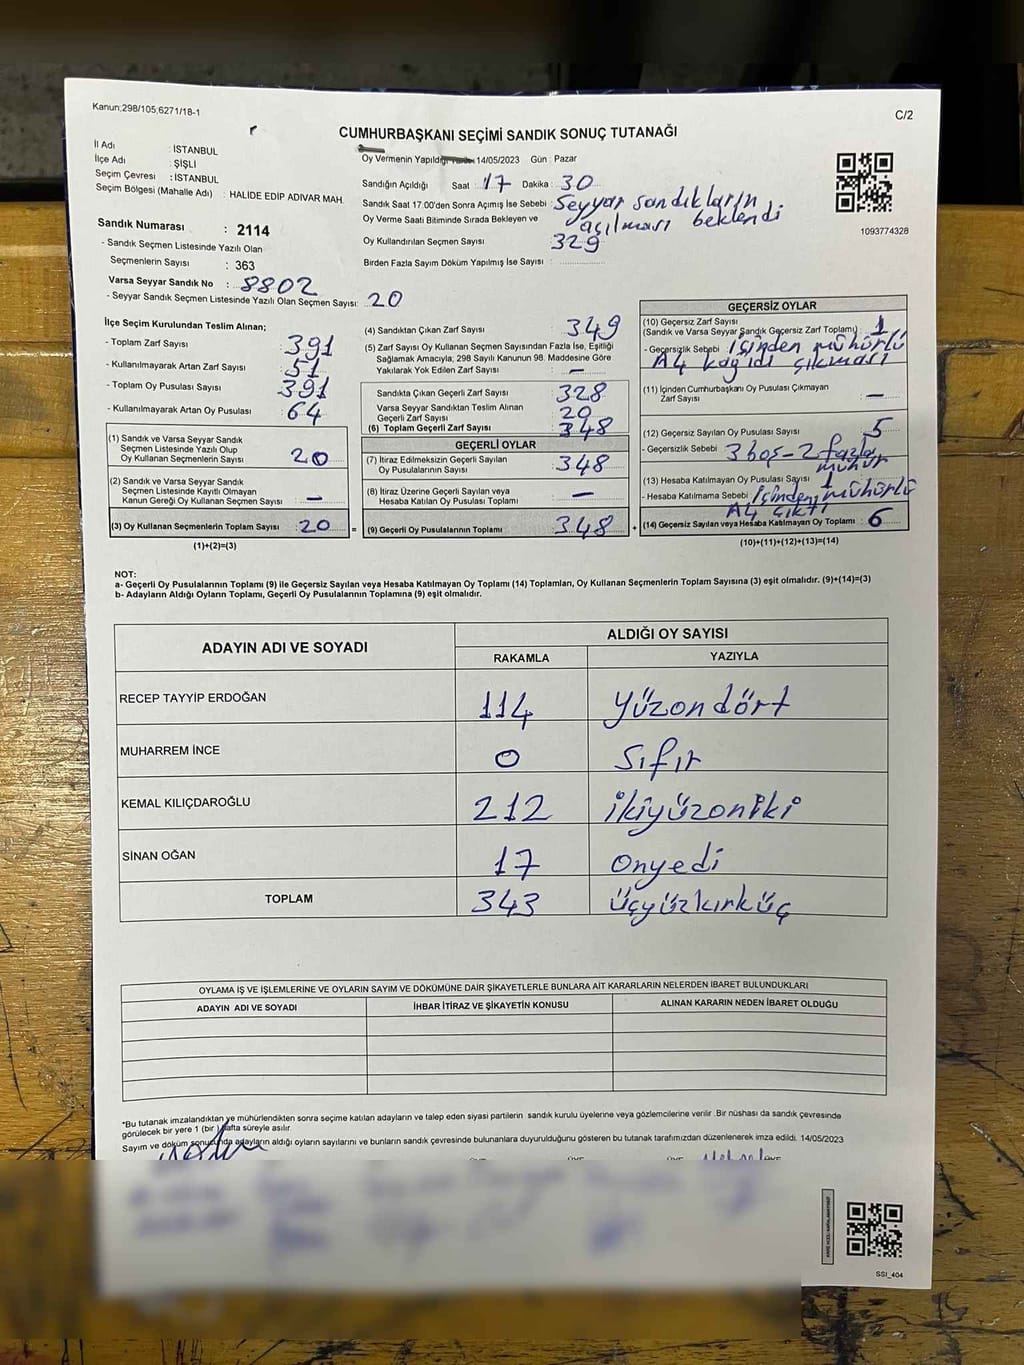 Kanun;298/105;6271/18-1
C/2
CUMHURBAŞKANI SEÇİMİ SANDIK SONUÇ TUTANAĞI
İl Adı : İSTANBUL
İlçe Adı : ŞİŞLİ
Seçim Çevresi : İSTANBUL
Seçim Bölgesi (Mahalle Adı) : HALİDE EDİP ADIVAR MAH.
Sandık Numarası : 2114
- Sandık Seçmen Listesinde Yazılı Olan
Seçmenlerin Sayısı : 363
Varsa Seyyar Sandık No : 8802
- Seyyar Sandık Seçmen Listesinde Yazılı Olan Seçmen Sayısı: 20
Oy Vermenin Yapıldığı 14/05/2023 Gün : Pazar
Sandığın Açıldığı Saat : 17 Dakika : 30
Sandık Saat 17.00'den Sonra Açımış İse Sebebi : Seyyar sandıkların
açılması beklendi
Oy Verme Saati Bitiminde Sırada Bekleyen ve
Oy Kullandırılan Seçmen Sayısı 329
Birden Fazla Sayım Döküm Yapılmış İse Sayısı :
1093774328
İlçe Seçim Kurulundan Teslim Alınan;
- Toplam Zarf Sayısı : 391
- Kullanılmayarak Artan Zarf Sayısı : 51
- Toplam Oy Pusulası Sayısı : 391
- Kullanılmayarak Artan Oy Pusulası : 64
(1) Sandık ve Varsa Seyyar Sandık
Seçmen Listesinde Yazılı Olup
Oy Kullanan Seçmenlerin Sayısı : 20
(2) Sandık ve Varsa Seyyar Sandık
Seçmen Listesinde Kayıtlı Olmayan
Kanun Gereği Oy Kullanan Seçmen Sayısı : –
(3) Oy Kullanan Seçmenlerin Toplam Sayısı : 20 =
(1)+(2)=(3)
(4) Sandıktan Çıkan Zarf Sayısı : 349
(5) Zarf Sayısı Oy Kullanan Seçmen Sayısından Fazla İse, Eşitliği
Sağlamak Amacıyla; 298 Sayılı Kanunun 98. Maddesine Göre
Yakılarak Yok Edilen Zarf Sayısı : –
Sandıkta Çıkan Geçerli Zarf Sayısı : 328
Varsa Seyyar Sandıktan Teslim Alınan
Geçerli Zarf Sayısı : 20
(6) Toplam Geçerli Zarf Sayısı : 348
GEÇERLİ OYLAR
(7) İtiraz Edilmeksizin Geçerli Sayılan
Oy Pusulalarının Sayısı : 348
(8) İtiraz Üzerine Geçerli Sayılan veya
Hesaba Katılan Oy Pusulası Toplamı : –
(9) Geçerli Oy Pusulalarının Toplamı : 348 +
GEÇERSİZ OYLAR
(10) Geçersiz Zarf Sayısı
(Sandık ve Varsa Seyyar Sandık Geçersiz Zarf Toplamı) : 1
- Geçersizlik Sebebi : İçinden mühürlü
A4 kağıdı çıkması
(11) İçinden Cumhurbaşkanı Oy Pusulası Çıkmayan
Zarf Sayısı : –
(12) Geçersiz Sayılan Oy Pusulası Sayısı : 5
- Geçersizlik Sebebi : 3 boş - 2 fazla
mühür
(13) Hesaba Katılmayan Oy Pusulası Sayısı : 1
- Hesaba Katılmama Sebebi : İçinden mühürlü
A4 çıktı
(14) Geçersiz Sayılan veya Hesaba Katılmayan Oy Toplamı : 6
(10)+(11)+(12)+(13)=(14)
NOT:
a- Geçerli Oy Pusulalarının Toplamı (9) ile Geçersiz Sayılan veya Hesaba Katılmayan Oy Toplamı (14) Toplamları, Oy Kullanan Seçmenlerin Toplam Sayısına (3) eşit olmalıdır. (9)+(14)=(3)
b- Adayların Aldığı Oyların Toplamı, Geçerli Oy Pusulalarının Toplamına (9) eşit olmalıdır.
ADAYIN ADI VE SOYADI ALDIĞI OY SAYISI
RAKAMLA YAZIYLA
RECEP TAYYİP ERDOĞAN 114 Yüzondört
MUHARREM İNCE 0 Sıfır
KEMAL KILIÇDAROĞLU 212 İkiyüzoniki
SİNAN OĞAN 17 Onyedi
TOPLAM 343 Üçyüzkırküç
OYLAMA İŞ VE İŞLEMLERİNE VE OYLARIN SAYIM VE DÖKÜMÜNE DAİR ŞİKAYETLERLE BUNLARA AİT KARARLARIN NELERDEN İBARET BULUNDUKLARI
ADAYIN ADI VE SOYADI İHBAR İTİRAZ VE ŞİKAYETİN KONUSU ALINAN KARARIN NEDEN İBARET OLDUĞU
*Bu tutanak imzalandıktan ve mühürlendikten sonra seçime katılan adayların ve talep eden siyasi partilerin sandık kurulu üyelerine veya gözlemcilerine verilir .Bir nüshası da sandık çevresinde
görülecek bir yere 1 (bir ) hafta süreyle asılır.
Sayım ve döküm sonucunda adayların aldığı oyların sayılarını ve bunların sandık çevresinde bulunanlara duyurulduğunu gösteren bu tutanak tarafımızdan düzenlenerek imza edildi. 14/05/2023
SSİ_404